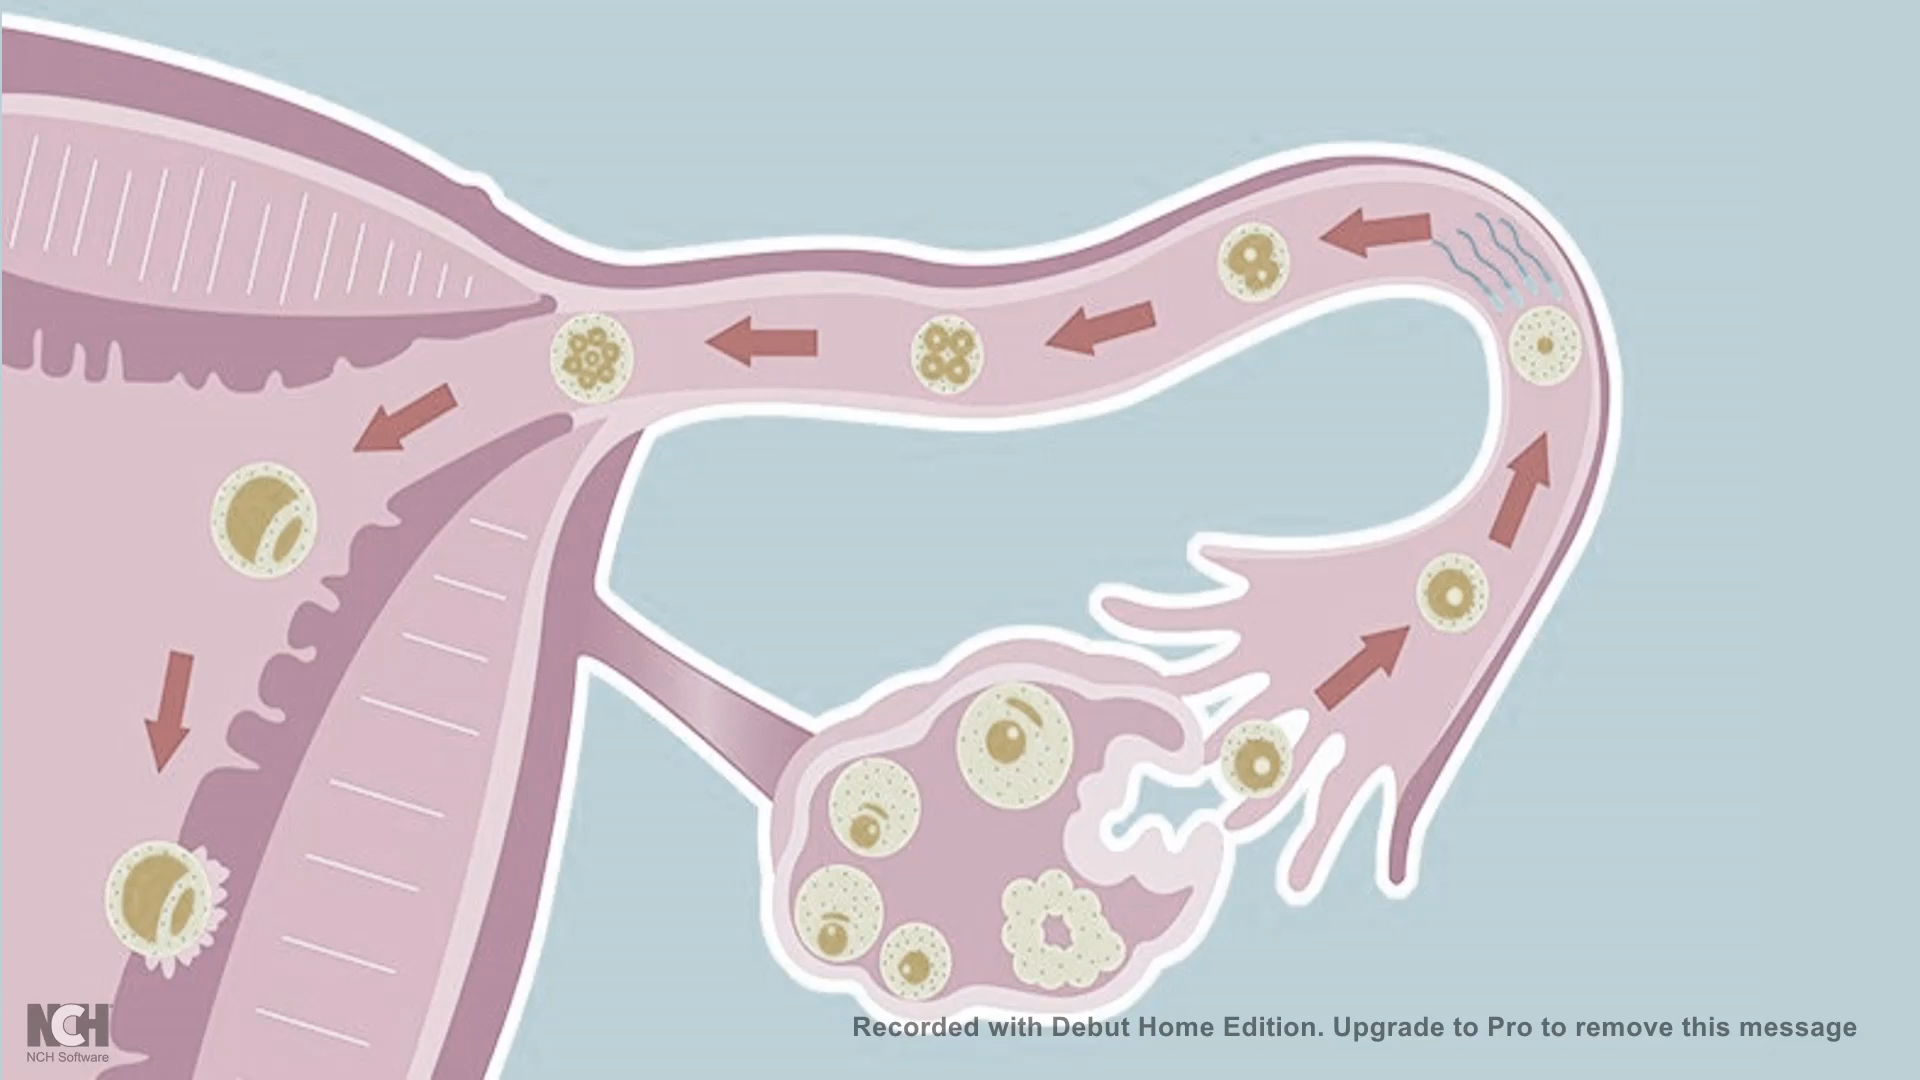 NCH
NCH Software
Recorded with Debut Home Edition. Upgrade to Pro to remove this message